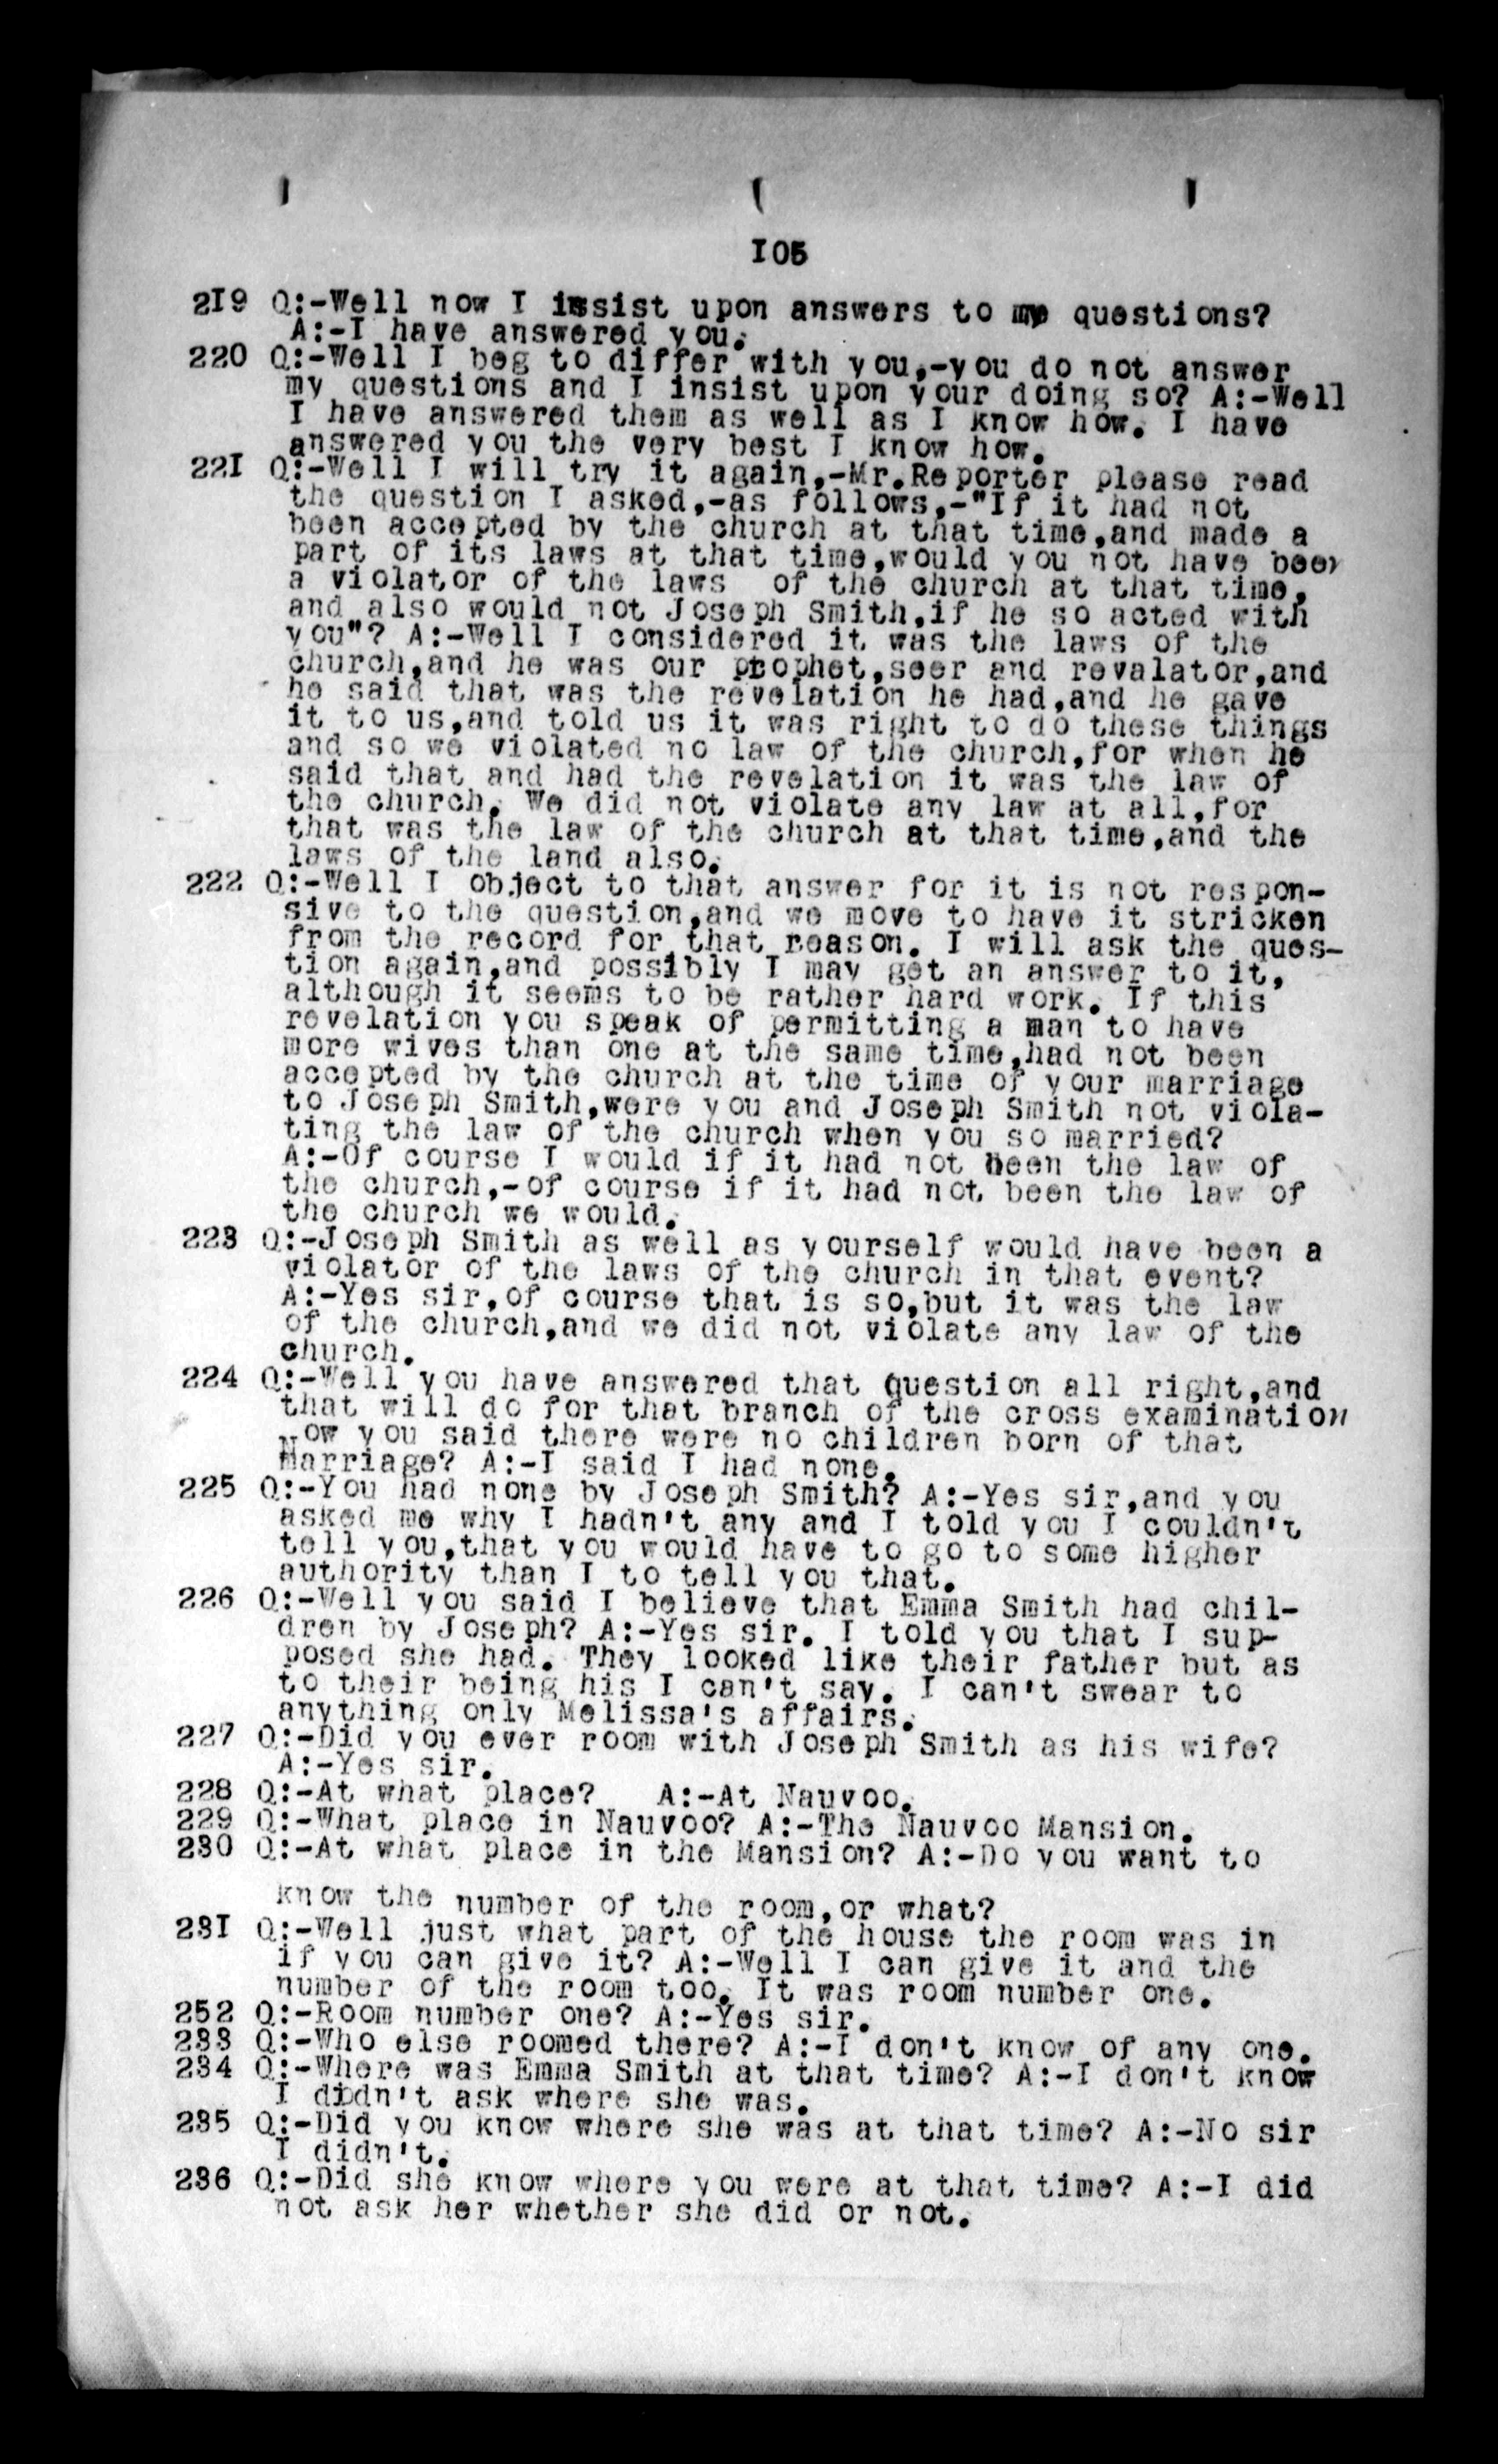 I05
2I9 Q:-Well now I insist upon answers to my questions?
A:-I have answered you.
220 Q:-Well I beg to differ with you,-you do not answer
my questions and I insist upon your doing so? A:-Well
I have answered them as well as I know how. I have
answered you the very best I know how.
22I Q:-Well I will try it again,-Mr.Reporter please read
the question I asked,-as follows,-"If it had not
been accepted by the church at that time,and made a
part of its laws at that time,would you not have been
a violator of the laws of the church at that time,
and also would not Joseph Smith,if he so acted with
you"? A:-Well I considered it was the laws of the
church,and he was our prophet,seer and revalator,and
he said that was the revelation he had,and he gave
it to us,and told us it was right to do these things
and so we violated no law of the church,for when he
said that and had the revelation it was the law of
the church. We did not violate any law at all,for
that was the law of the church at that time,and the
laws of the land also.
222 Q:-Well I object to that answer for it is not respon-
sive to the question,and we move to have it stricken
from the record for that reason. I will ask the ques-
tion again,and possibly I may get an answer to it,
although it seems to be rather hard work. If this
revelation you speak of permitting a man to have
more wives than one at the same time,had not been
accepted by the church at the time of your marriage
to Joseph Smith,were you and Joseph Smith not viola-
ting the law of the church when you so married?
A:-Of course I would if it had not been the law of
the church,-of course if it had not been the law of
the church we would.
223 Q:-Joseph Smith as well as yourself would have been a
violator of the laws of the church in that event?
A:-Yes sir,of course that is so,but it was the law
of the church,and we did not violate any law of the
church.
224 Q:-Well you have answered that question all right,and
that will do for that branch of the cross examination
Now you said there were no children born of that
marriage? A:-I said I had none.
225 Q:-You had none by Joseph Smith? A:-Yes sir,and you
asked me why I hadn't any and I told you I couldn't
tell you,that you would have to go to some higher
authority than I to tell you that.
226 Q:-Well you said I believe that Emma Smith had chil-
dren by Joseph? A:-Yes sir. I told you that I sup-
posed she had. They looked like their father but as
to their being his I can't say. I can't swear to
anything only Melissa's affairs.
227 Q:-Did you ever room with Joseph Smith as his wife?
A:-Yes sir.
228 Q:-At what place? A:-At Nauvoo.
229 Q:-What place in Nauvoo? A:-The Nauvoo Mansion.
230 Q:-At what place in the Mansion? A:-Do you want to
know the number of the room,or what?
23I Q:-Well just what part of the house the room was in
if you can give it? A:-Well I can give it and the
number of the room too. It was room number one.
252 Q:-Room number one? A:-Yes sir.
233 Q:-Who else roomed there? A:-I don't know of any one.
234 Q:-Where was Emma Smith at that time? A:-I don't know
I didn't ask where she was.
235 Q:-Did you know where she was at that time? A:-No sir
I didn't.
236 Q:-Did she know where you were at that time? A:-I did
not ask her whether she did or not.